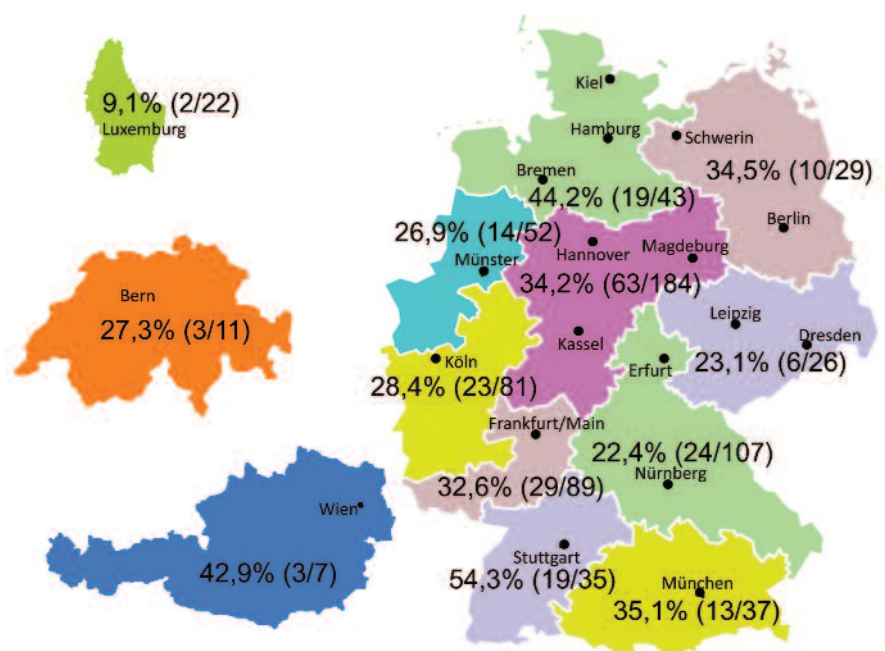 9,1% (2/22)
Luxemburg
Bern
27,3% (3/11)
Wien
42,9% (3/7)
Kiel
Hamburg
Schwerin
34,5% (10/29)
Bremen
44,2% (19/43)
Berlin
26,9% (14/52)
Münster
Hannover
Magdeburg
34,2% (63/184)
Kassel
Leipzig
Dresden
23,1% (6/26)
Köln
28,4% (23/81)
Erfurt
Frankfurt/Main
32,6% (29/89)
22,4% (24/107)
Nürnberg
Stuttgart
54,3% (19/35)
München
35,1% (13/37)